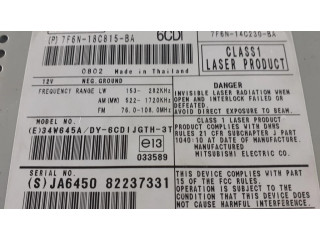 (P) 7F6N-18C815-BA
6CDI
7F6N-14C230-BA
CLASS1
LASER PRODUCT
0802 Made in Thailand
12V NEG.GROUND
FREQUENCY RANGE LW 153- 282KHz
AM(MW) 522- 1720KHz
FM 76.0-108.0MHz
DANGER
INVISIBLE LASER RADIATION WHEN
OPEN AND INTERLOCK FAILED OR
DEFEATED.
AVOID DIRECT EXPOSURE TO BEAM.
MODEL NO.
(E)34W645A/DY-6CDIJGTH-3T
e13
033589
CLASS 1 LASER PRODUCT
PRODUCT COMPLIES WITH DHHS
RULES 21 CFR SUBCHAPTER J PART
1040:10 AT DATE OF MANUFACTURE.
MANUFACTURED
MITSUBISHI ELECTRIC CO.
SERIAL NO.
(S)JA6450 82237331
THIS DEVICE COMPLIES WITH PART
15 OF THE FCC RULES.
OPERATION IS SUBJECT TO THE
CONDITION THAT THIS DEVICE DOES
NOT CAUSE HARMFUL INTERFERENCE.